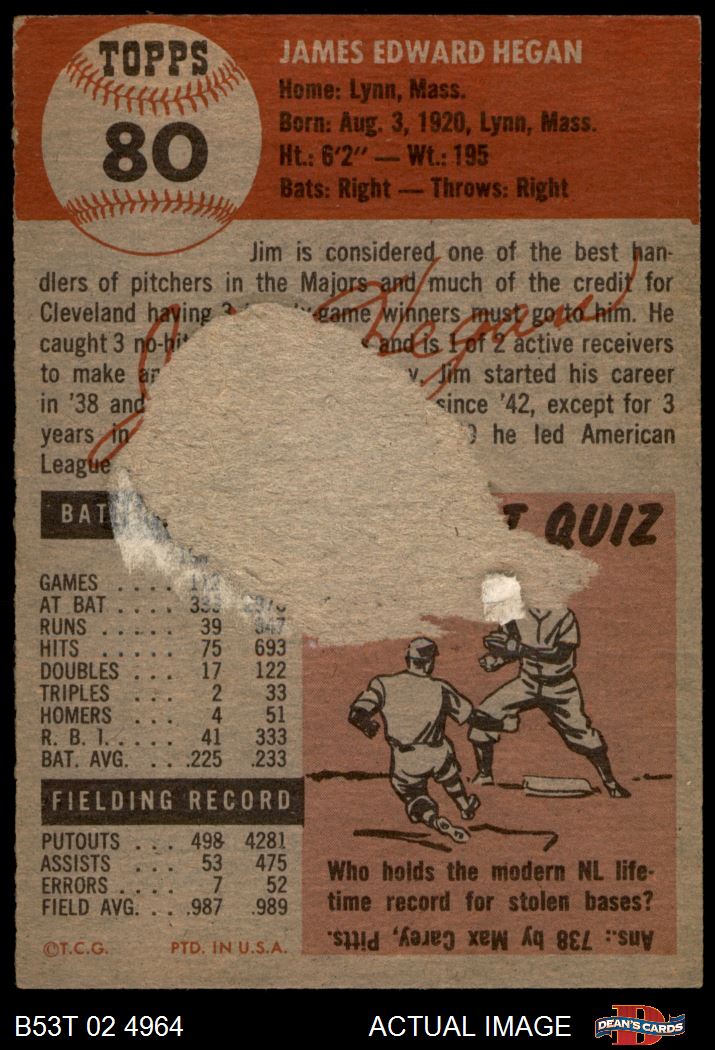 TOPPS
80
JAMES EDWARD HEGAN
Home: Lynn, Mass.
Born: Aug. 3, 1920, Lynn, Mass.
Ht.: 6'2" — Wt.: 195
Bats: Right — Throws: Right
Jim is considered one of the best han-
dlers of pitchers in the Majors and much of the credit for
Cleveland having 3 game winners must go to him. He
caught 3 and is 1 of 2 active receivers
to make Jim started his career
in '38 and since '42, except for 3
years in he led American
League
Hegan
QUIZ
GAMES . . . .
AT BAT . . . .
RUNS . . . . . 39
HITS . . . . . 75 693
DOUBLES . . . 17 122
TRIPLES . . . 2 33
HOMERS . . . 4 51
R. B. I. . . . . 41 333
BAT. AVG. . . .225 .233
FIELDING RECORD
PUTOUTS . . . 498 4281
ASSISTS . . . 53 475
ERRORS . . . . 7 52
FIELD AVG. . . .987 .989
©T.C.G. PTD. IN U.S.A.
Who holds the modern NL life-
time record for stolen bases?
Ans.: 738 by Max Carey, Pitts.
B53T 02 4964
ACTUAL IMAGE
DEAN'S CARDS